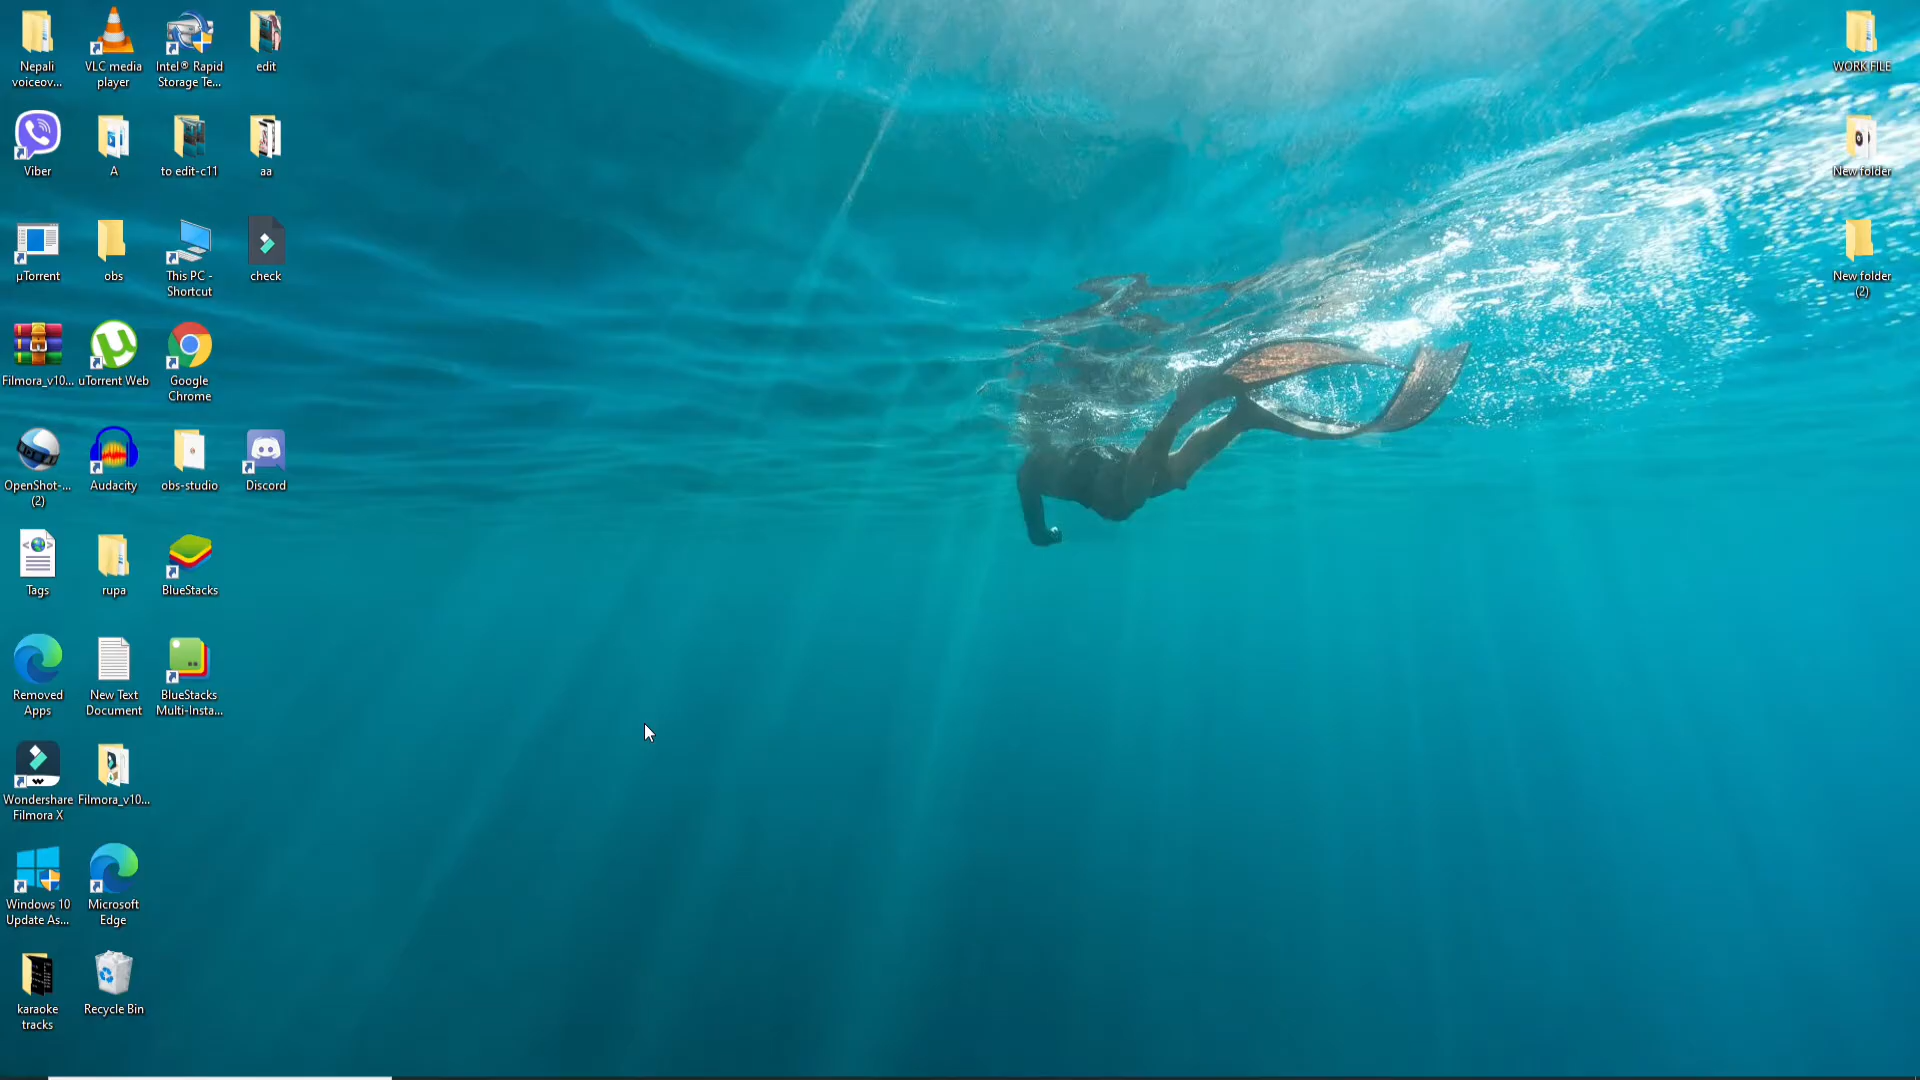 Nepali
voiceov...
VLC media
player
Intel® Rapid
Storage Te...
edit
WORK FILE
Viber
A
to edit-c11
aa
New folder
µTorrent
obs
This PC -
Shortcut
check
New folder
(2)
Filmora_v10...
uTorrent Web
Google
Chrome
OpenShot-...
(2)
Audacity
obs-studio
Discord
Tags
rupa
BlueStacks
Removed
Apps
New Text
Document
BlueStacks
Multi-Insta...
Wondershare
Filmora X
Filmora_v10...
Windows 10
Update As...
Microsoft
Edge
karaoke
tracks
Recycle Bin